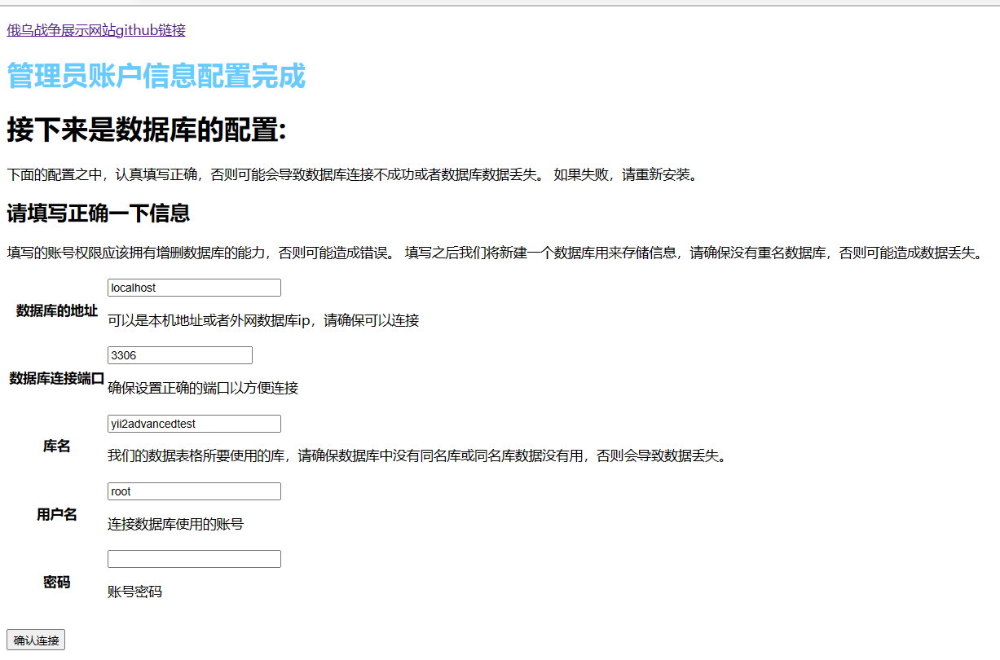 俄乌战争展示网站github链接
管理员账户信息配置完成
接下来是数据库的配置:
下面的配置之中，认真填写正确，否则可能会导致数据库连接不成功或者数据库数据丢失。 如果失败，请重新安装。
请填写正确一下信息
填写的账号权限应该拥有增删数据库的能力，否则可能造成错误。 填写之后我们将新建一个数据库用来存储信息，请确保没有重名数据库，否则可能造成数据丢失。
localhost
数据库的地址
可以是本机地址或者外网数据库ip，请确保可以连接
3306
数据库连接端口
确保设置正确的端口以方便连接
yii2advancedtest
库名
我们的数据表格所要使用的库，请确保数据库中没有同名库或同名库数据没有用，否则会导致数据丢失。
root
用户名
连接数据库使用的账号
密码
账号密码
确认连接